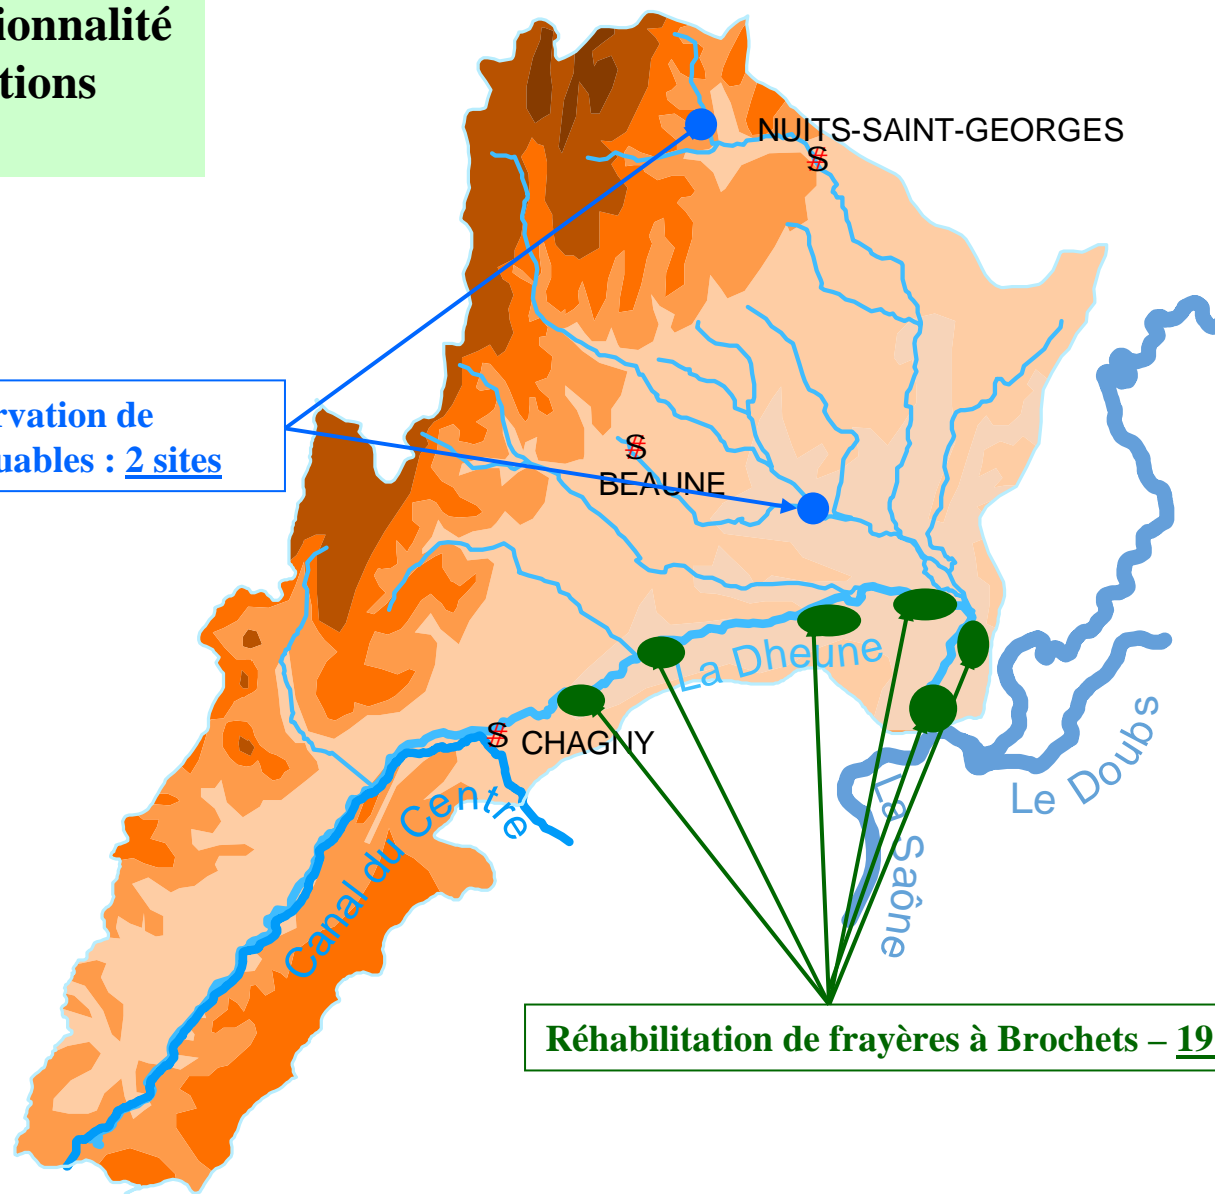 ionnalité
tions
NUITS-SAINT-GEORGES
rvation de
uables : 2 sites
BEAUNE
La Dheune
CHAGNY
Canal du Centre
Le Doubs
La Saône
Réhabilitation de frayères à Brochets – 19